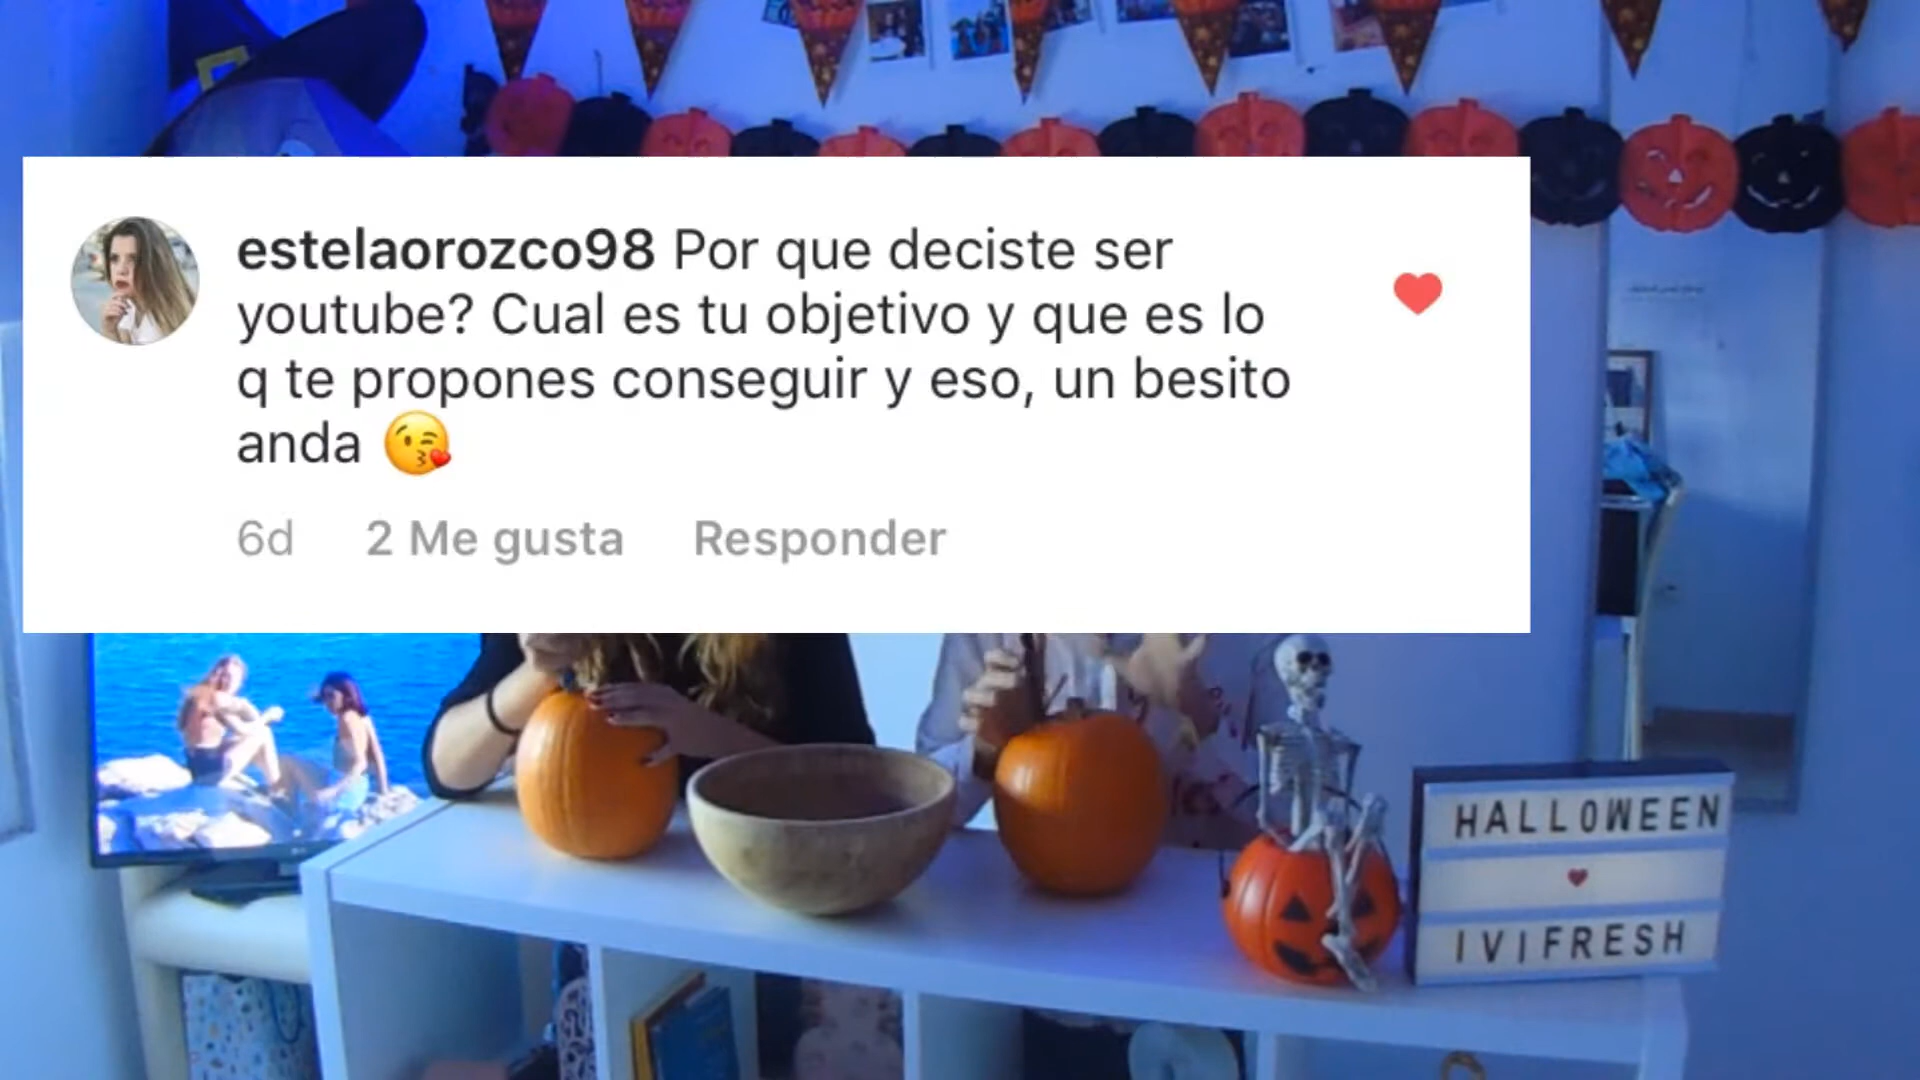 estelaorozco98 Por que deciste ser
youtube? Cual es tu objetivo y que es lo
q te propones conseguir y eso, un besito
anda 😘
6d 2 Me gusta Responder
HALLOWEEN
♥
IVIFRESH